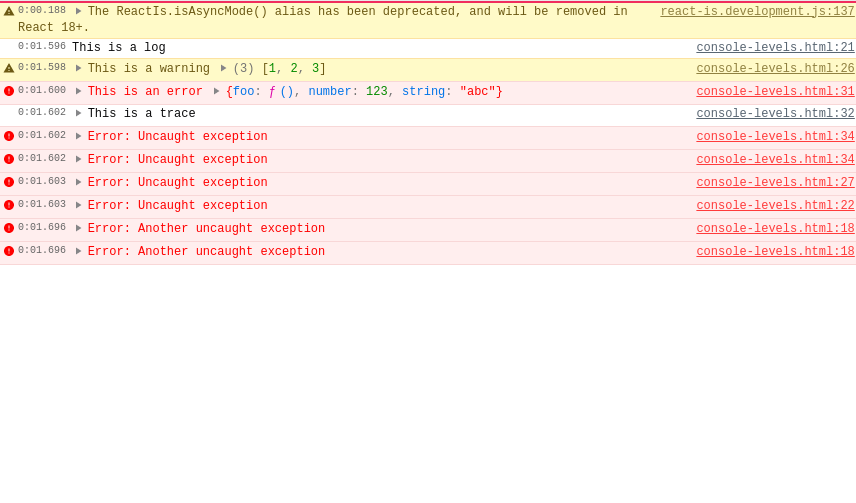 0:00.188 The ReactIs.isAsyncMode() alias has been deprecated, and will be removed in react-is.development.js:137
React 18+.
0:01.596 This is a log console-levels.html:21
0:01.598 This is a warning (3) [1, 2, 3] console-levels.html:26
0:01.600 This is an error {foo: ƒ (), number: 123, string: "abc"} console-levels.html:31
0:01.602 This is a trace console-levels.html:32
0:01.602 Error: Uncaught exception console-levels.html:34
0:01.602 Error: Uncaught exception console-levels.html:34
0:01.603 Error: Uncaught exception console-levels.html:27
0:01.603 Error: Uncaught exception console-levels.html:22
0:01.696 Error: Another uncaught exception console-levels.html:18
0:01.696 Error: Another uncaught exception console-levels.html:18